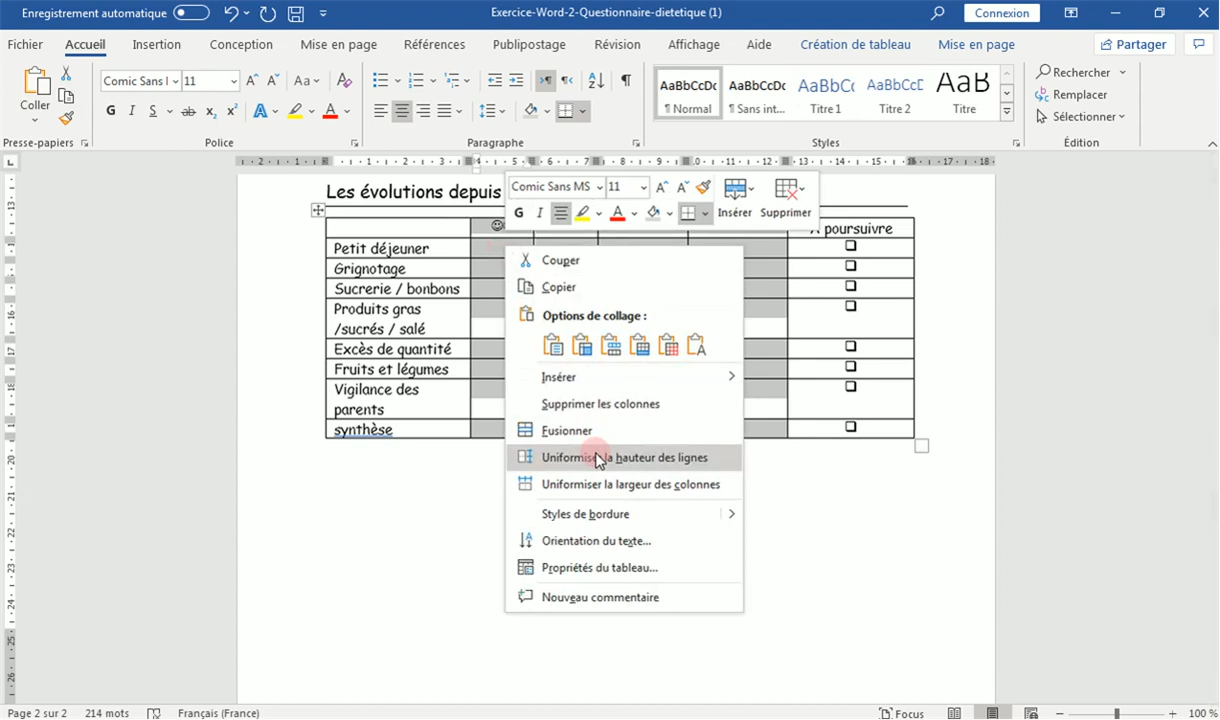 Enregistrement automatique
Exercice-Word-2-Questionnaire-dietetique (1)
Connexion
Fichier Accueil Insertion Conception Mise en page Références Publipostage Révision Affichage Aide Création de tableau Mise en page Partager
Coller
Comic Sans I 11
G I S ab
AaBbCcDc AaBbCcDc AaBbCc AaBbCcE AaB
¶ Normal ¶ Sans int... Titre 1 Titre 2 Titre
Rechercher
Remplacer
Sélectionner
Presse-papiers Police Paragraphe Styles Édition
Les évolutions depuis
Comic Sans MS 11
G I
Insérer Supprimer
poursuivre
Petit déjeuner
Grignotage
Sucrerie / bonbons
Produits gras
/sucrés / salé
Excès de quantité
Fruits et légumes
Vigilance des
parents
synthèse
Couper
Copier
Options de collage :
Insérer
Supprimer les colonnes
Fusionner
Uniformiser la hauteur des lignes
Uniformiser la largeur des colonnes
Styles de bordure
Orientation du texte...
Propriétés du tableau...
Nouveau commentaire
Page 2 sur 2 214 mots Français (France) Focus 100 %